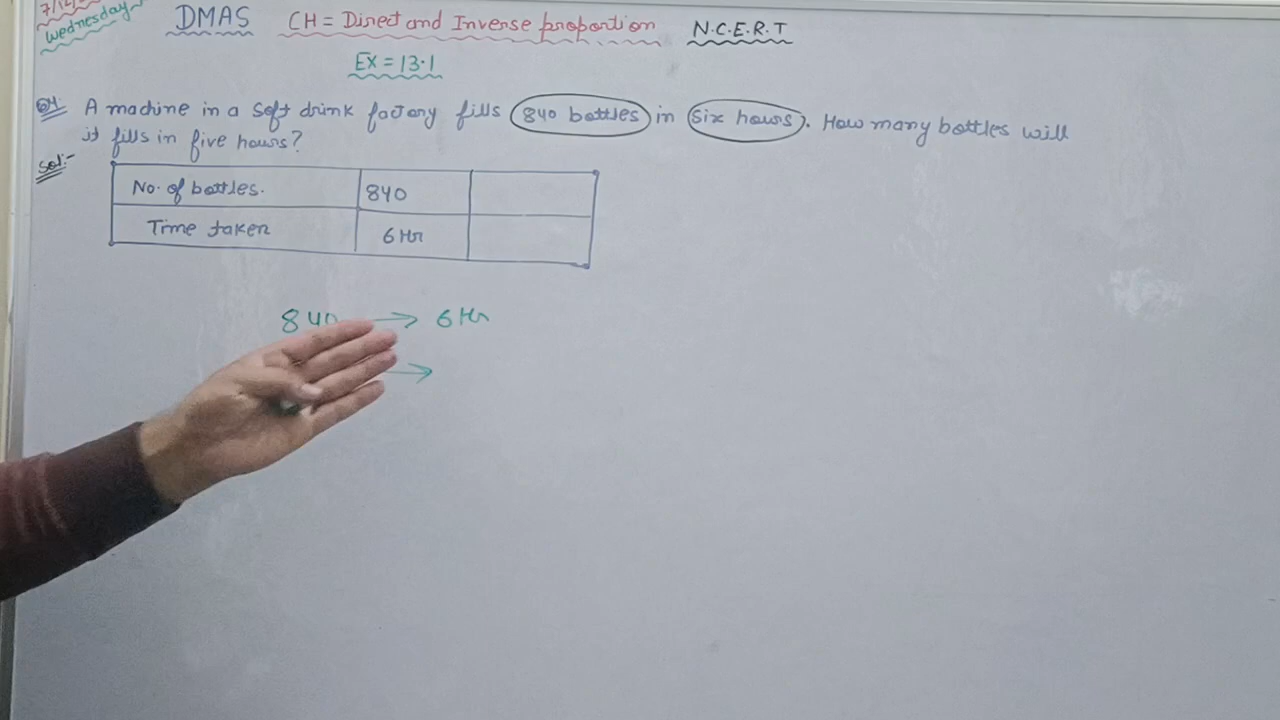 Wednesday
DMAS CH = Direct and Inverse proportion N.C.E.R.T
EX = 13.1
Q4. A machine in a soft drink factory fills 840 bottles in six hours. How many bottles will
it fills in five hours?
Sol:-
No. of bottles. 840
Time taken 6 Hr
840 → 6 Hr
→